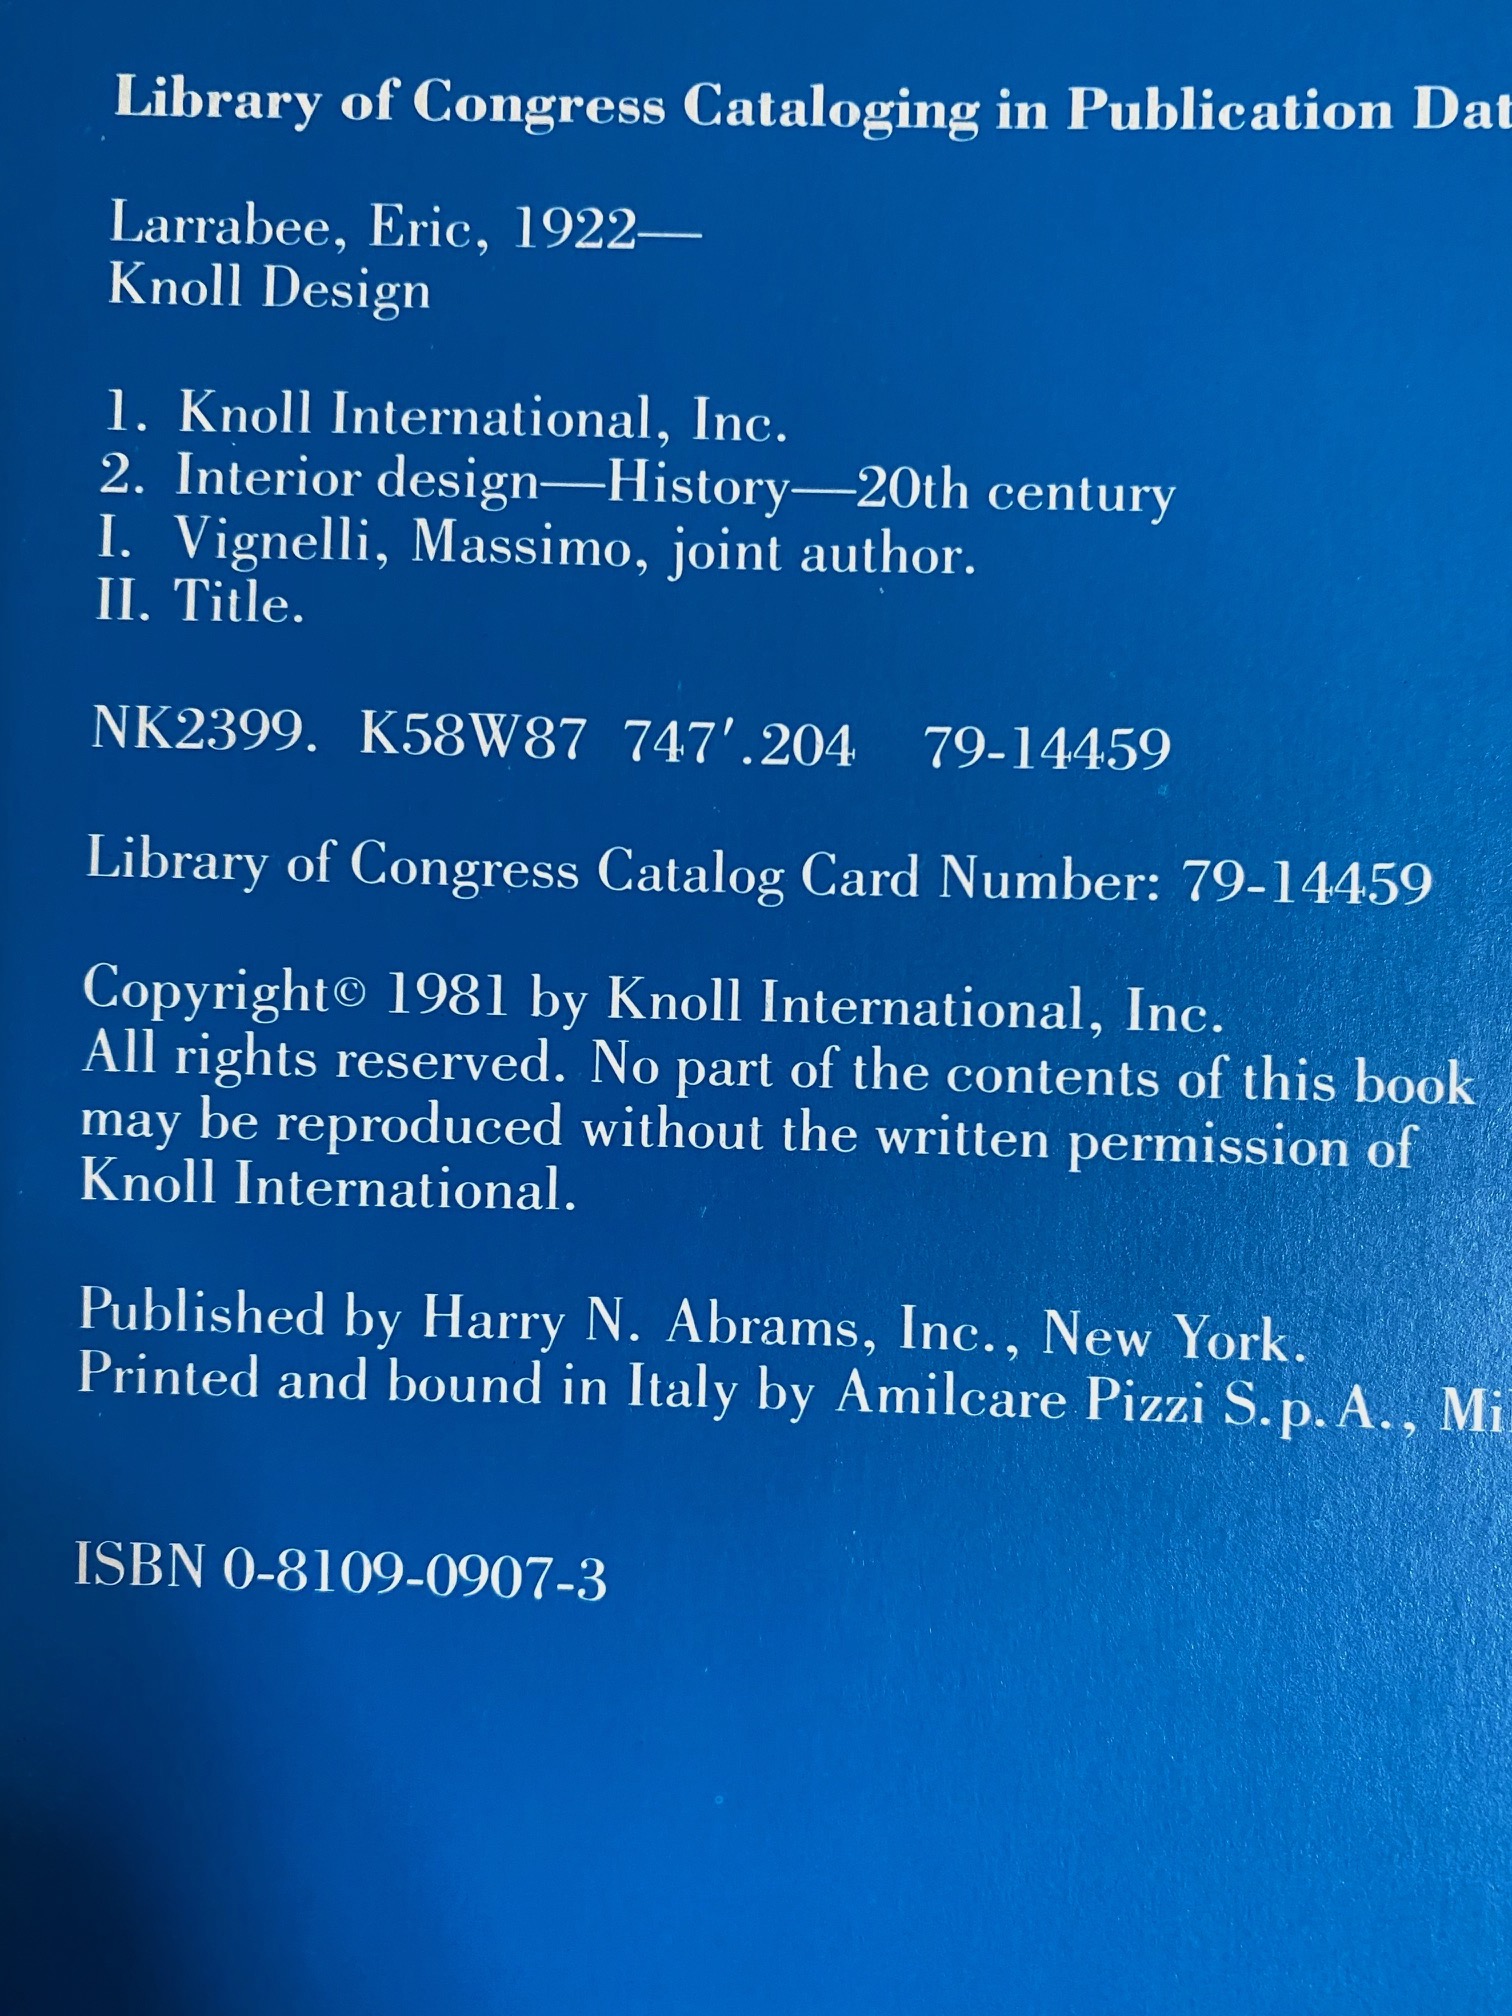 Library of Congress Cataloging in Publication Dat
Larrabee, Eric, 1922—
Knoll Design
1. Knoll International, Inc.
2. Interior design—History—20th century
I. Vignelli, Massimo, joint author.
II. Title.
NK2399. K58W87 747′.204 79-14459
Library of Congress Catalog Card Number: 79-14459
Copyright© 1981 by Knoll International, Inc.
All rights reserved. No part of the contents of this book
may be reproduced without the written permission of
Knoll International.
Published by Harry N. Abrams, Inc., New York.
Printed and bound in Italy by Amilcare Pizzi S.p.A., Mi
ISBN 0-8109-0907-3